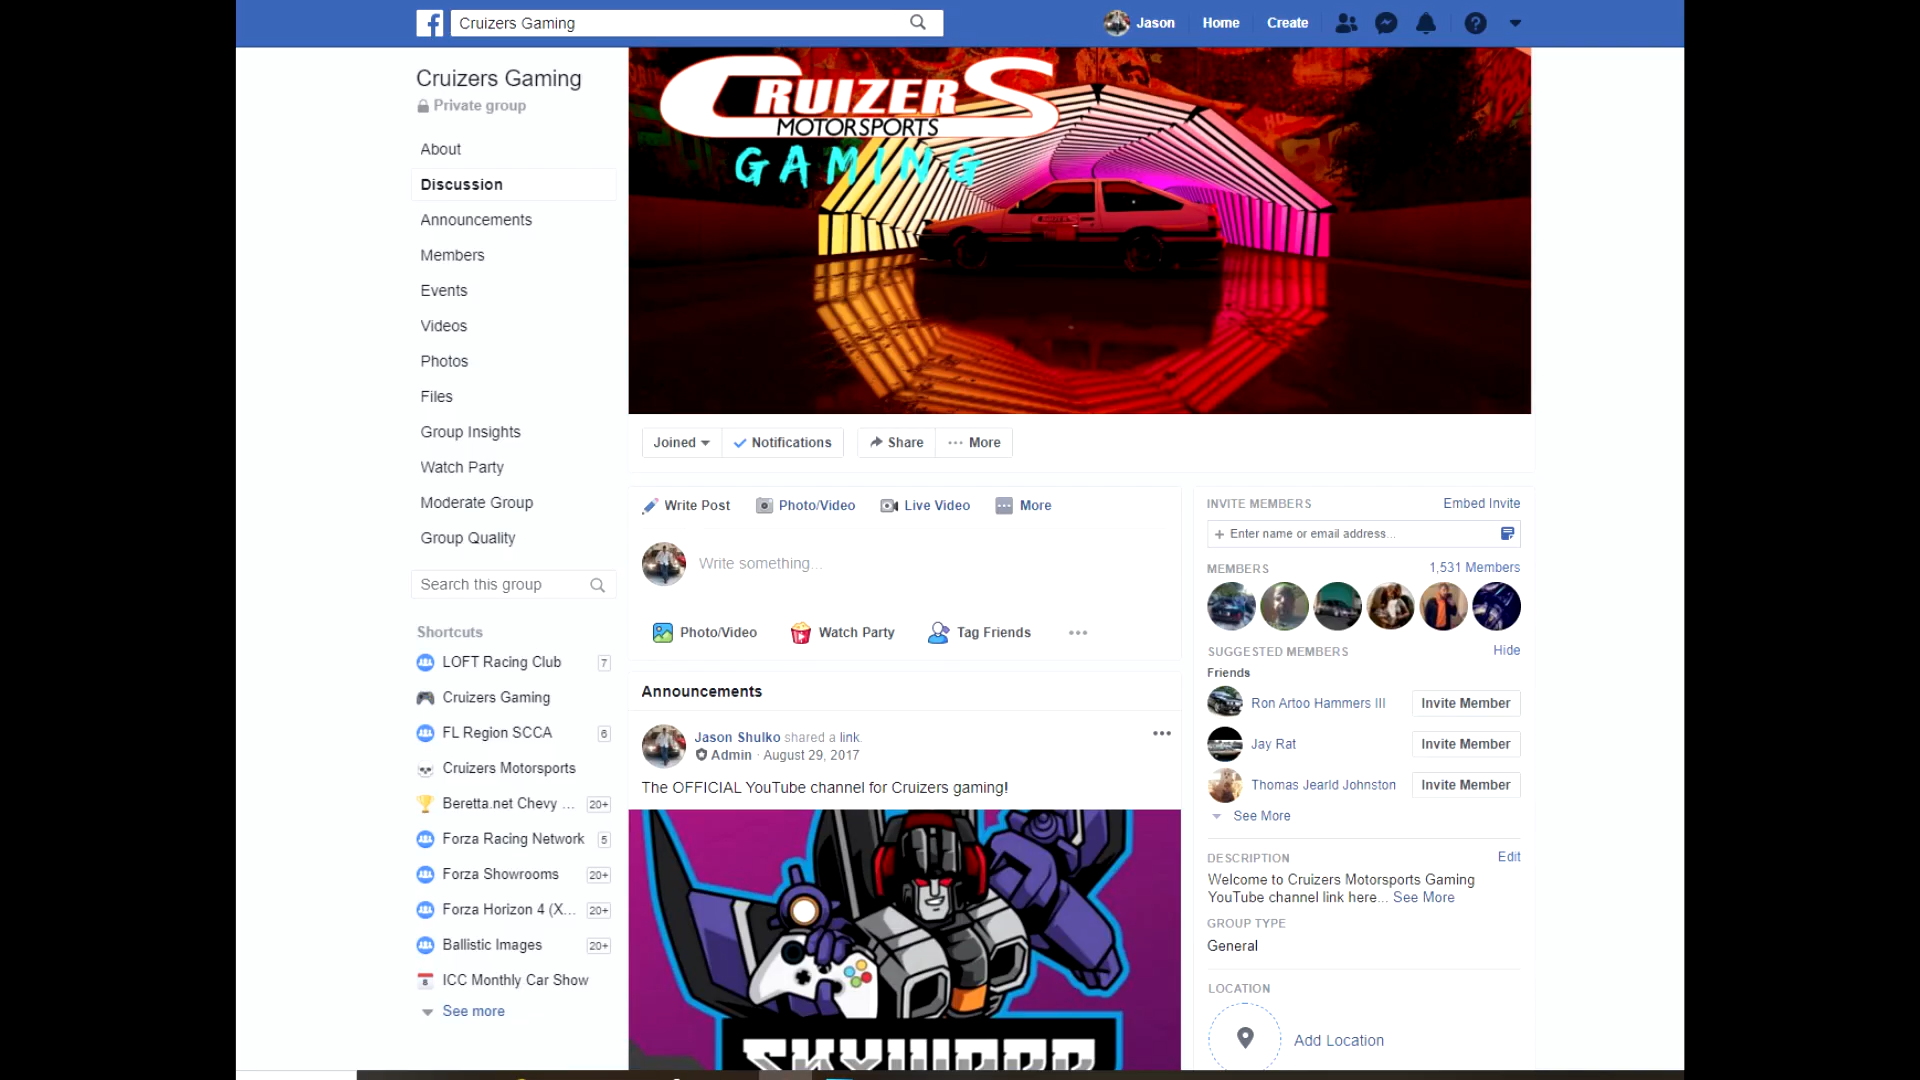 Cruizers Gaming
Jason
Home
Create
Cruizers Gaming
Private group
About
Discussion
Announcements
Members
Events
Videos
Photos
Files
Group Insights
Watch Party
Moderate Group
Group Quality
Search this group
Shortcuts
LOFT Racing Club 7
Cruizers Gaming
FL Region SCCA 6
Cruizers Motorsports
Beretta.net Chevy ... 20+
Forza Racing Network 5
Forza Showrooms 20+
Forza Horizon 4 (X... 20+
Ballistic Images 20+
8 ICC Monthly Car Show
See more
CRUIZERS
MOTORSPORTS
GAMING
Joined
Notifications
Share
More
Write Post
Photo/Video
Live Video
More
Write something...
Photo/Video
Watch Party
Tag Friends
Announcements
Jason Shulko shared a link.
Admin · August 29, 2017
The OFFICIAL YouTube channel for Cruizers gaming!
INVITE MEMBERS Embed Invite
+ Enter name or email address...
MEMBERS 1,531 Members
SUGGESTED MEMBERS Hide
Friends
Ron Artoo Hammers III Invite Member
Jay Rat Invite Member
Thomas Jearld Johnston Invite Member
See More
DESCRIPTION Edit
Welcome to Cruizers Motorsports Gaming
YouTube channel link here... See More
GROUP TYPE
General
LOCATION
Add Location